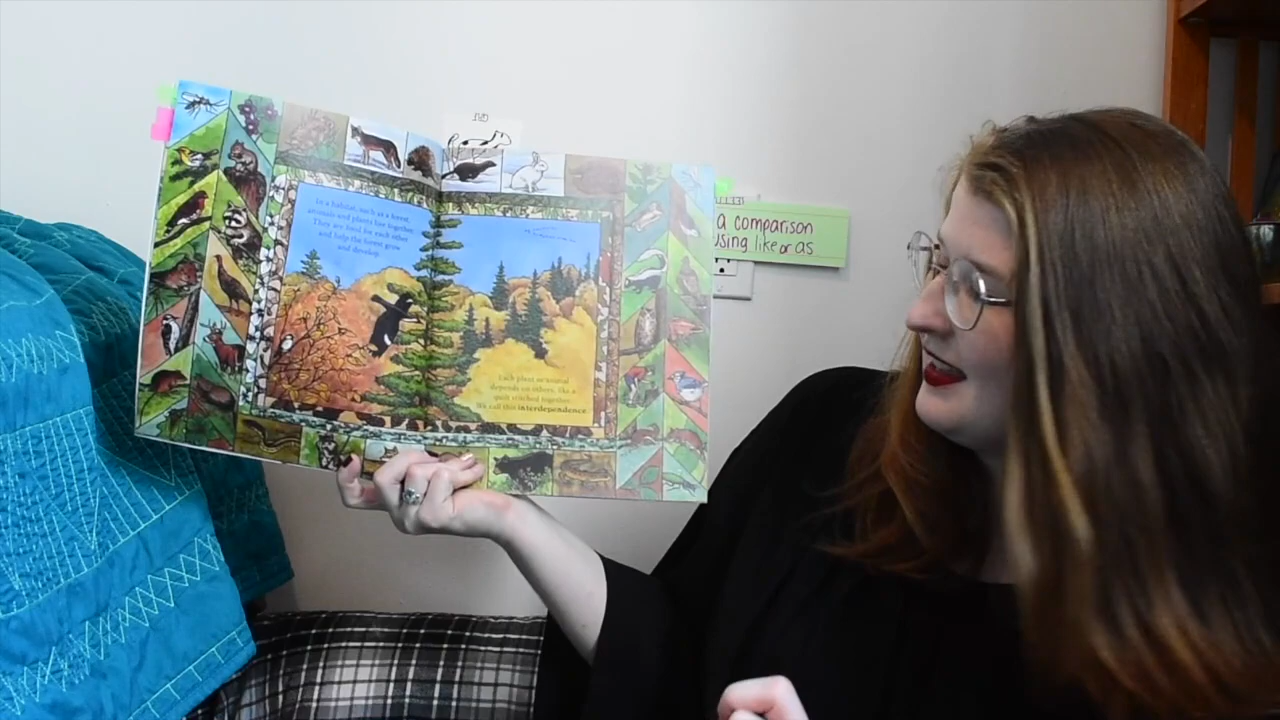 In a habitat, such as a forest,
animals and plants live together.
They are food for each other
and help the forest grow
and develop.
Each plant or animal
depends on others, like a
quilt stitched together.
We call this interdependence.
a comparison
using like or as